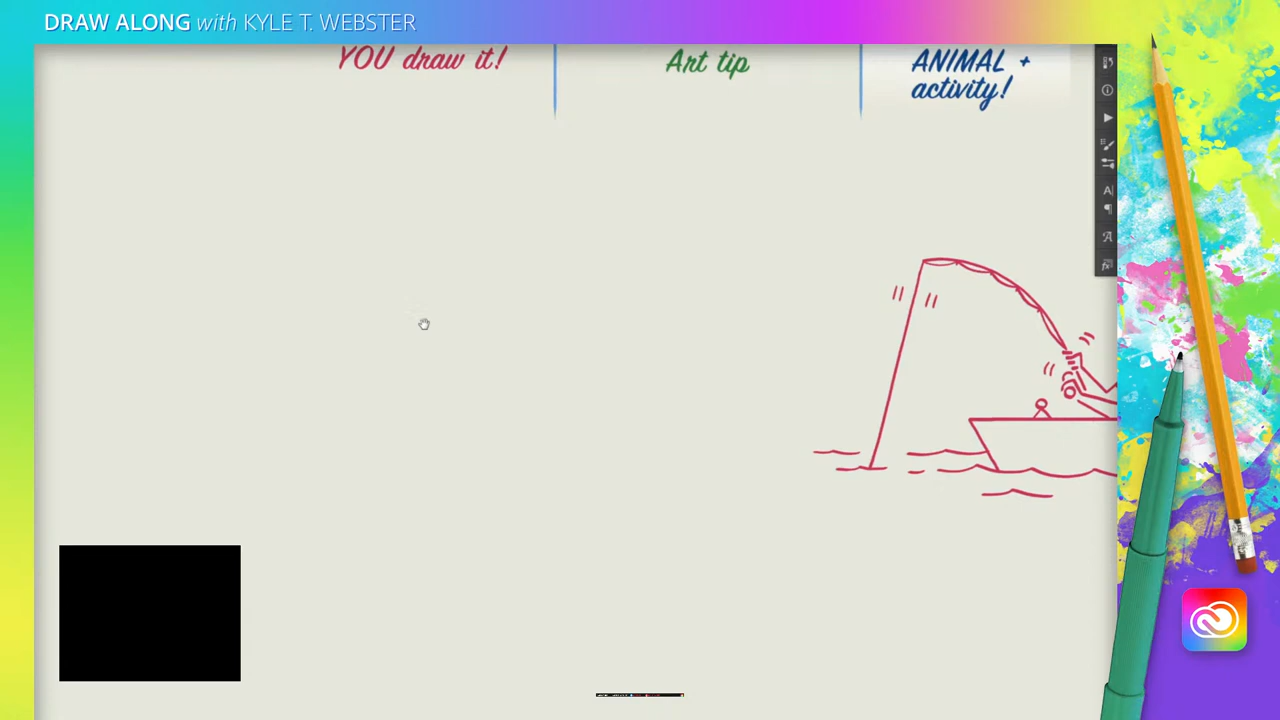 DRAW ALONG with KYLE T. WEBSTER
YOU draw it!
Art tip
ANIMAL +
activity!